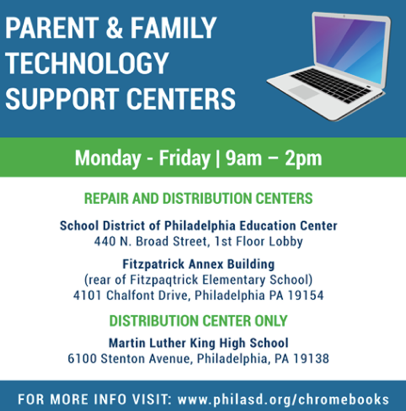 PARENT & FAMILY
TECHNOLOGY
SUPPORT CENTERS
Monday - Friday | 9am – 2pm
REPAIR AND DISTRIBUTION CENTERS
School District of Philadelphia Education Center
440 N. Broad Street, 1st Floor Lobby
Fitzpatrick Annex Building
(rear of Fitzpaqtrick Elementary School)
4101 Chalfont Drive, Philadelphia PA 19154
DISTRIBUTION CENTER ONLY
Martin Luther King High School
6100 Stenton Avenue, Philadelphia, PA 19138
FOR MORE INFO VISIT: www.philasd.org/chromebooks